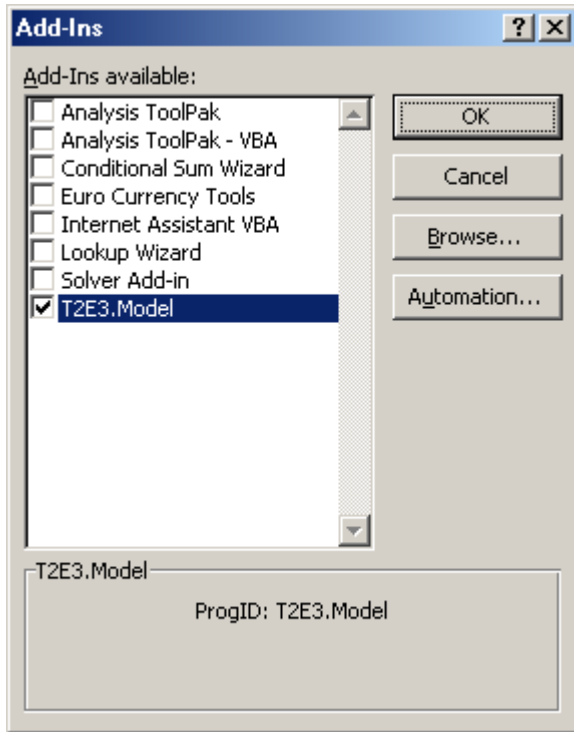 Add-Ins
Add-Ins available:
Analysis ToolPak
Analysis ToolPak - VBA
Conditional Sum Wizard
Euro Currency Tools
Internet Assistant VBA
Lookup Wizard
Solver Add-in
T2E3.Model
OK
Cancel
Browse...
Automation...
T2E3.Model
ProgID: T2E3.Model